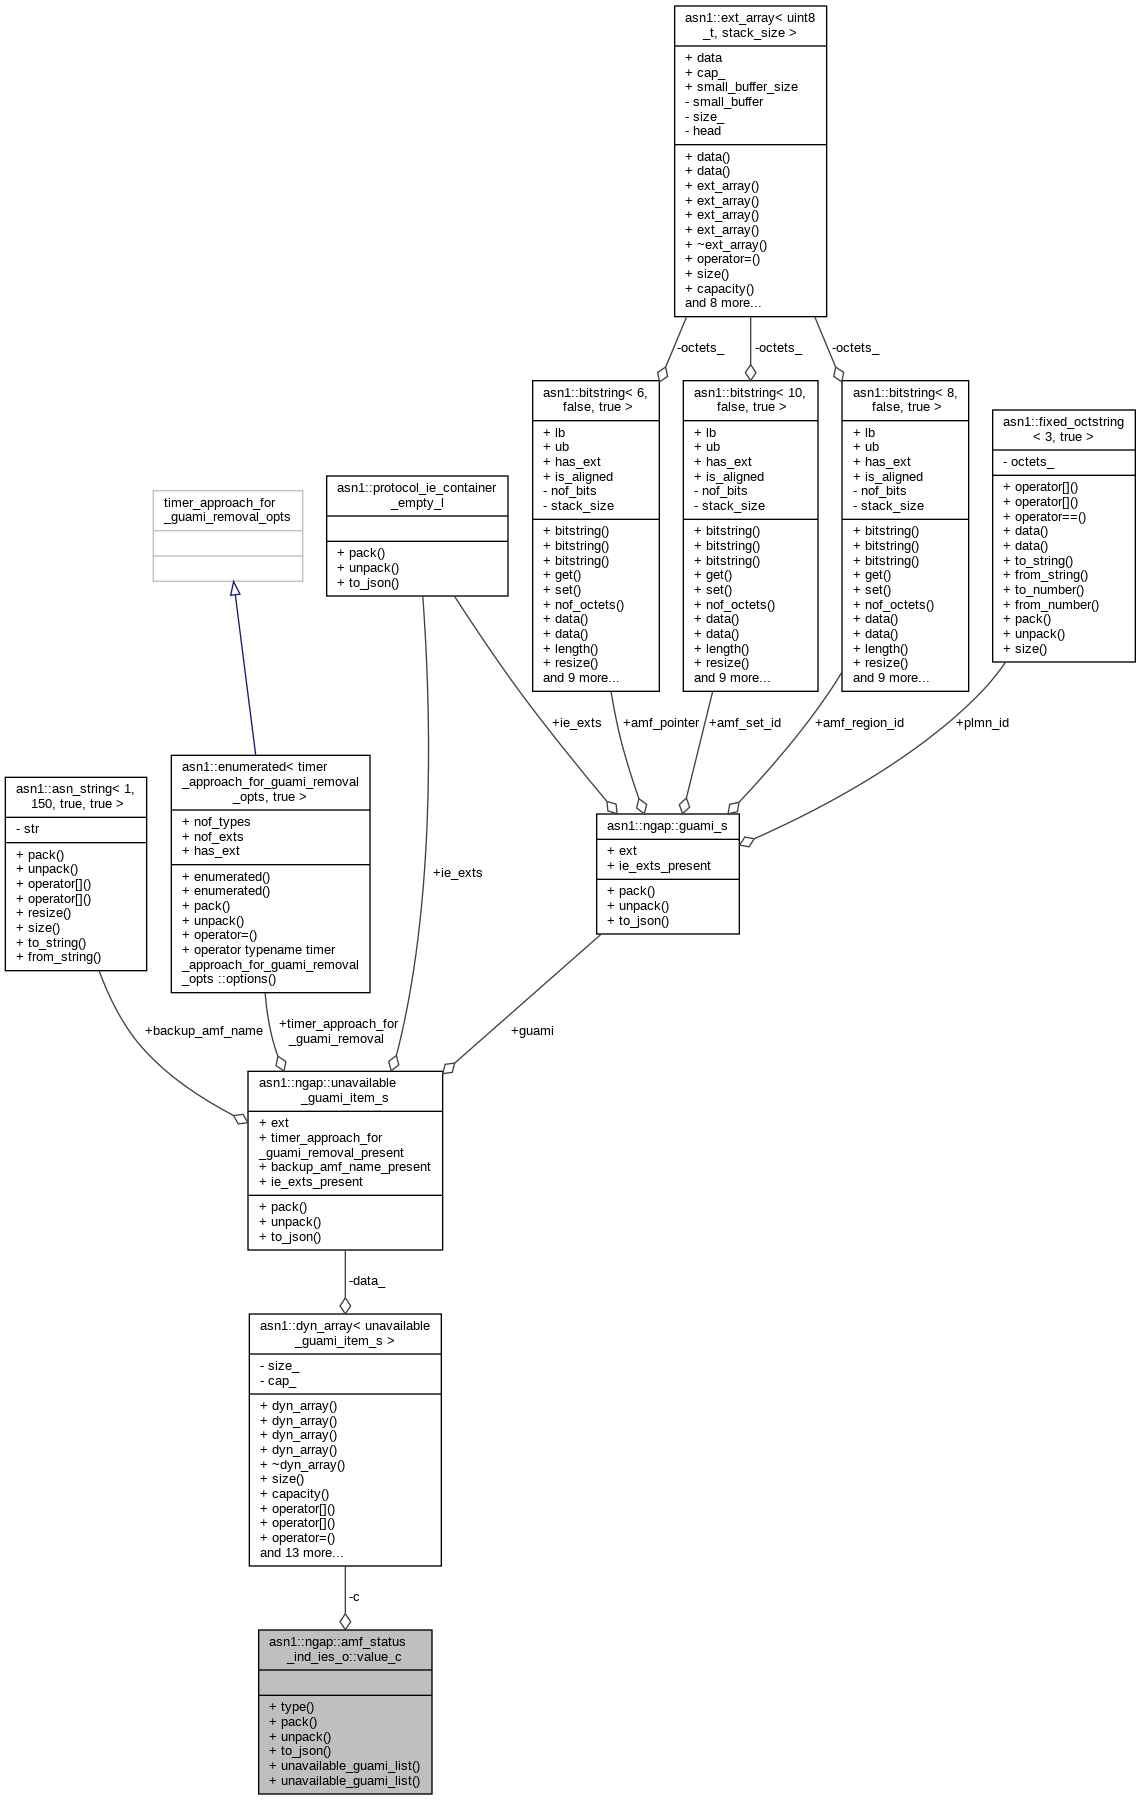 asn1::ext_array< uint8
_t, stack_size >
+ data
+ cap_
+ small_buffer_size
- small_buffer
- size_
- head
+ data()
+ data()
+ ext_array()
+ ext_array()
+ ext_array()
+ ext_array()
+ ~ext_array()
+ operator=()
+ size()
+ capacity()
and 8 more...
-octets_
-octets_
-octets_
asn1::bitstring< 6,
false, true >
+ lb
+ ub
+ has_ext
+ is_aligned
- nof_bits
- stack_size
+ bitstring()
+ bitstring()
+ bitstring()
+ get()
+ set()
+ nof_octets()
+ data()
+ data()
+ length()
+ resize()
and 9 more...
asn1::bitstring< 10,
false, true >
+ lb
+ ub
+ has_ext
+ is_aligned
- nof_bits
- stack_size
+ bitstring()
+ bitstring()
+ bitstring()
+ get()
+ set()
+ nof_octets()
+ data()
+ data()
+ length()
+ resize()
and 9 more...
asn1::bitstring< 8,
false, true >
+ lb
+ ub
+ has_ext
+ is_aligned
- nof_bits
- stack_size
+ bitstring()
+ bitstring()
+ bitstring()
+ get()
+ set()
+ nof_octets()
+ data()
+ data()
+ length()
+ resize()
and 9 more...
asn1::fixed_octstring
< 3, true >
- octets_
+ operator[]()
+ operator[]()
+ operator==()
+ data()
+ data()
+ to_string()
+ from_string()
+ to_number()
+ from_number()
+ pack()
+ unpack()
+ size()
timer_approach_for
_guami_removal_opts
asn1::protocol_ie_container
_empty_l
+ pack()
+ unpack()
+ to_json()
+ie_exts
+amf_pointer
+amf_set_id
+amf_region_id
+plmn_id
asn1::asn_string< 1,
150, true, true >
- str
+ pack()
+ unpack()
+ operator[]()
+ operator[]()
+ resize()
+ size()
+ to_string()
+ from_string()
asn1::enumerated< timer
_approach_for_guami_removal
_opts, true >
+ nof_types
+ nof_exts
+ has_ext
+ enumerated()
+ enumerated()
+ pack()
+ unpack()
+ operator=()
+ operator typename timer
_approach_for_guami_removal
_opts ::options()
+ie_exts
asn1::ngap::guami_s
+ ext
+ ie_exts_present
+ pack()
+ unpack()
+ to_json()
+backup_amf_name
+timer_approach_for
_guami_removal
+guami
asn1::ngap::unavailable
_guami_item_s
+ ext
+ timer_approach_for
_guami_removal_present
+ backup_amf_name_present
+ ie_exts_present
+ pack()
+ unpack()
+ to_json()
-data_
asn1::dyn_array< unavailable
_guami_item_s >
- size_
- cap_
+ dyn_array()
+ dyn_array()
+ dyn_array()
+ dyn_array()
+ ~dyn_array()
+ size()
+ capacity()
+ operator[]()
+ operator[]()
+ operator=()
and 13 more...
-c
asn1::ngap::amf_status
_ind_ies_o::value_c
+ type()
+ pack()
+ unpack()
+ to_json()
+ unavailable_guami_list()
+ unavailable_guami_list()